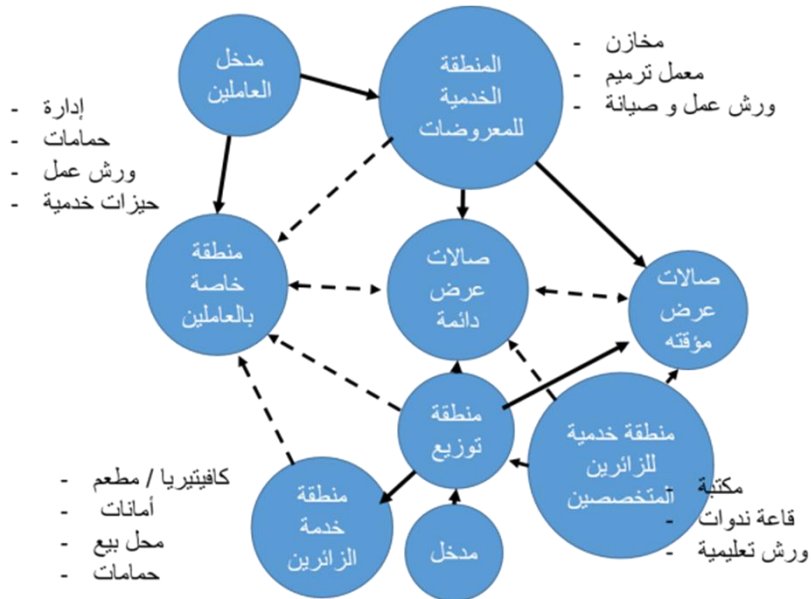 مدخل
العاملين
المنطقة
الخدمية
للمعروضات
- مخازن
- معمل ترميم
- ورش عمل و صيانة
- إدارة
- حمامات
- ورش عمل
- حيزات خدمية
منطقة
خاصة
بالعاملين
صالات
عرض
دائمة
صالات
عرض
مؤقته
منطقة
توزيع
منطقة خدمية
للزائرين
المتخصصين
- مكتبة
- قاعة ندوات
- ورش تعليمية
- كافيتيريا / مطعم
- أمانات
- محل بيع
- حمامات
منطقة
خدمة
الزائرين
مدخل